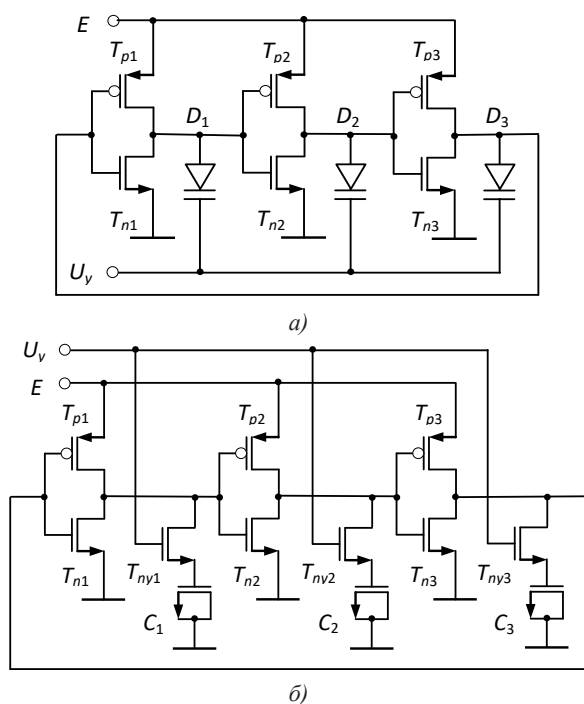 E
Tp1 Tp2 Tp3
D1 D2 D3
Tn1 Tn2 Tn3
Uy
а)
Uy
E
Tp1 Tp2 Tp3
Tn1 Tny1 Tn2 Tny2 Tn3 Tny3
C1 C2 C3
б)